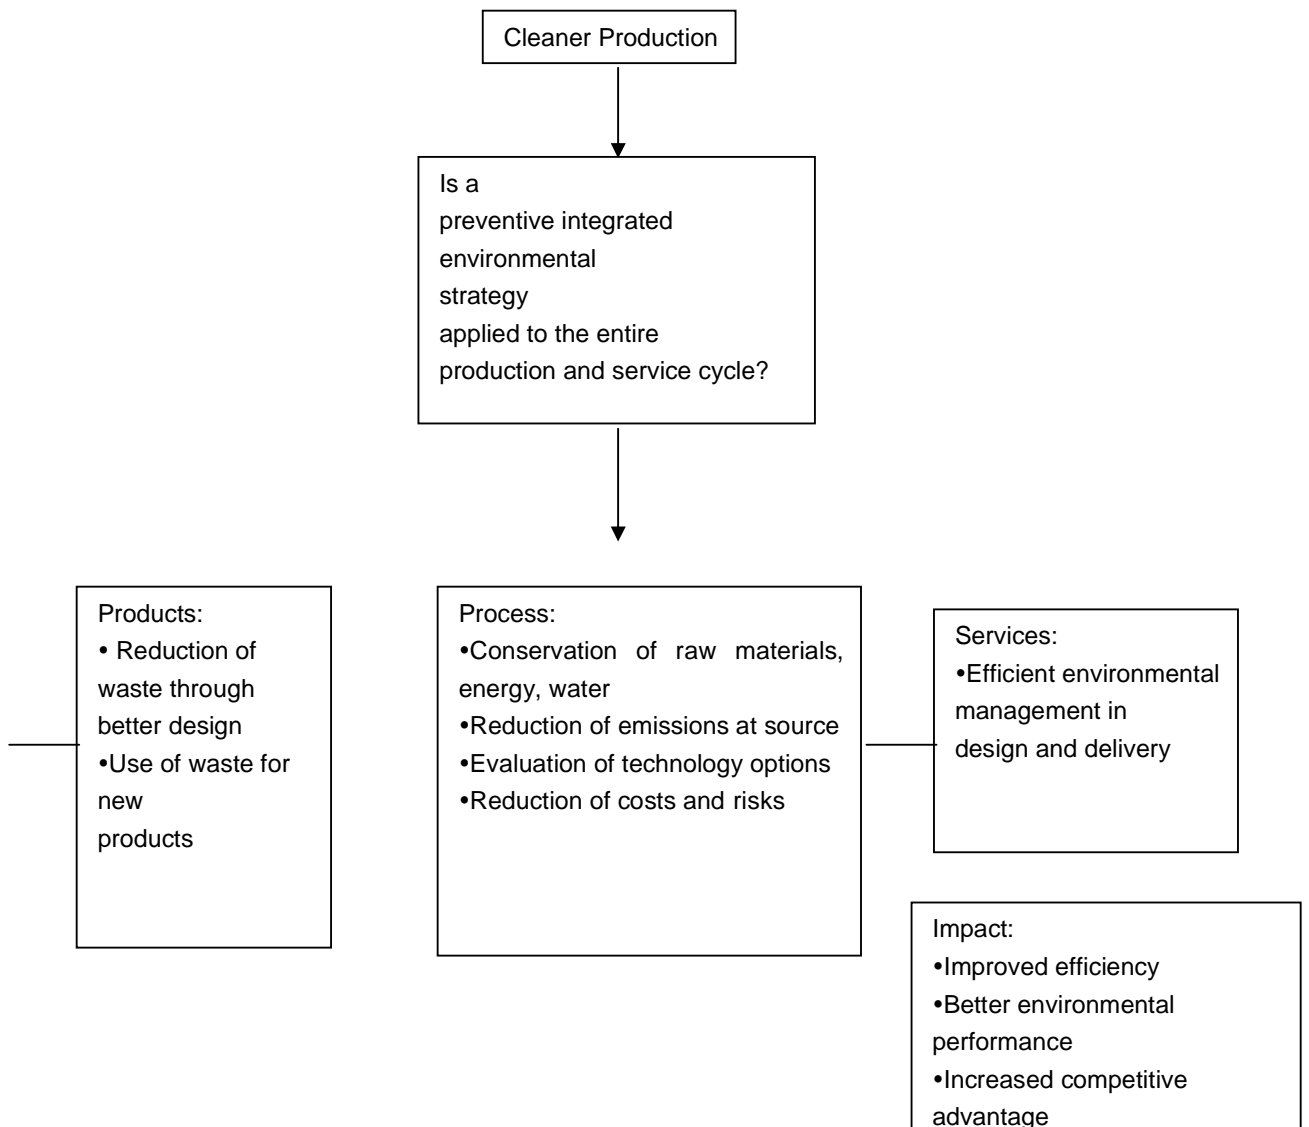 Cleaner Production
Is a
preventive integrated
environmental
strategy
applied to the entire
production and service cycle?
Products:
• Reduction of
waste through
better design
•Use of waste for
new
products
Process:
•Conservation of raw materials,
energy, water
•Reduction of emissions at source
•Evaluation of technology options
•Reduction of costs and risks
Services:
•Efficient environmental
management in
design and delivery
Impact:
•Improved efficiency
•Better environmental
performance
•Increased competitive
advantage